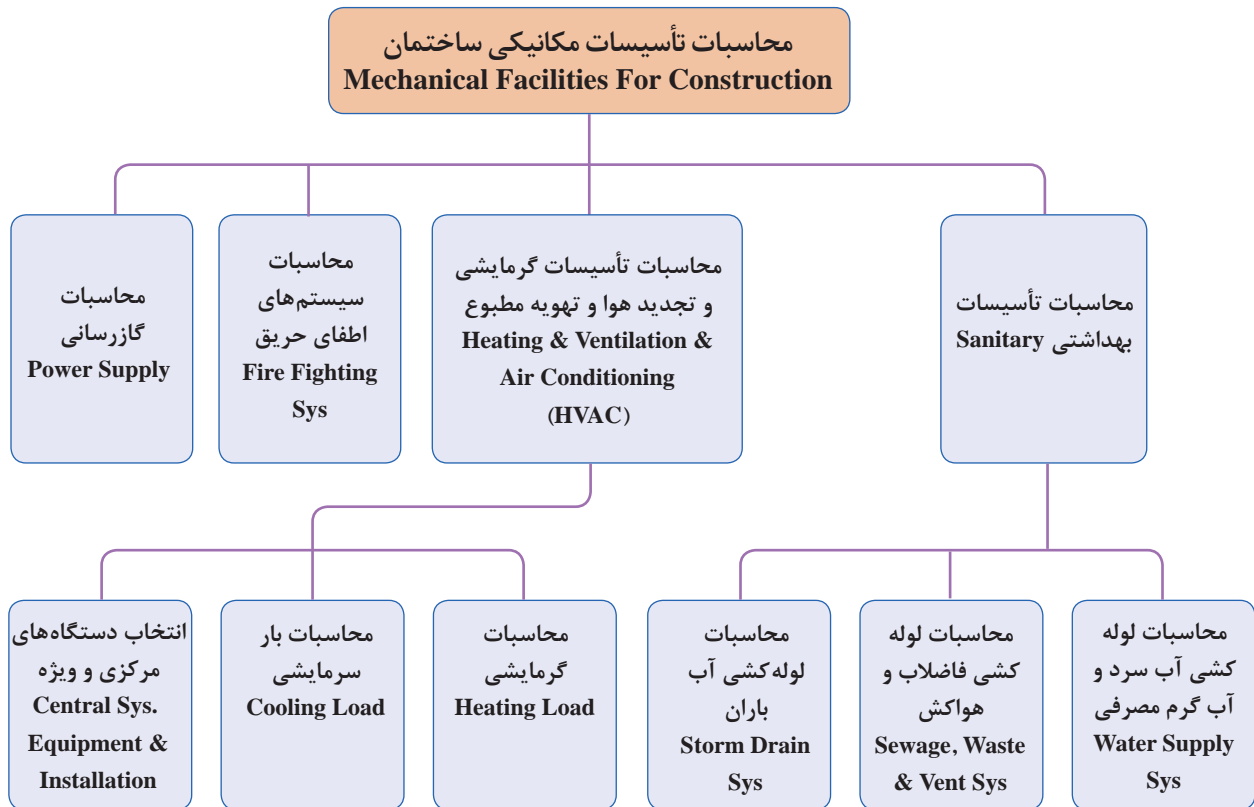 محاسبات تأسیسات مکانیکی ساختمان
Mechanical Facilities For Construction
محاسبات تأسیسات
بهداشتی Sanitary
محاسبات تأسیسات گرمایشی
و تجدید هوا و تهویه مطبوع
Heating & Ventilation &
Air Conditioning
(HVAC)
محاسبات
سیستم‌های
اطفای حریق
Fire Fighting
Sys
محاسبات
گازرسانی
Power Supply
محاسبات لوله
کشی آب سرد و
آب گرم مصرفی
Water Supply
Sys
محاسبات لوله
کشی فاضلاب و
هواکش
Sewage, Waste
& Vent Sys
محاسبات
لوله‌کشی آب
باران
Storm Drain
Sys
محاسبات
گرمایشی
Heating Load
محاسبات بار
سرمایشی
Cooling Load
انتخاب دستگاه‌های
مرکزی و ویژه
Central Sys.
Equipment &
Installation